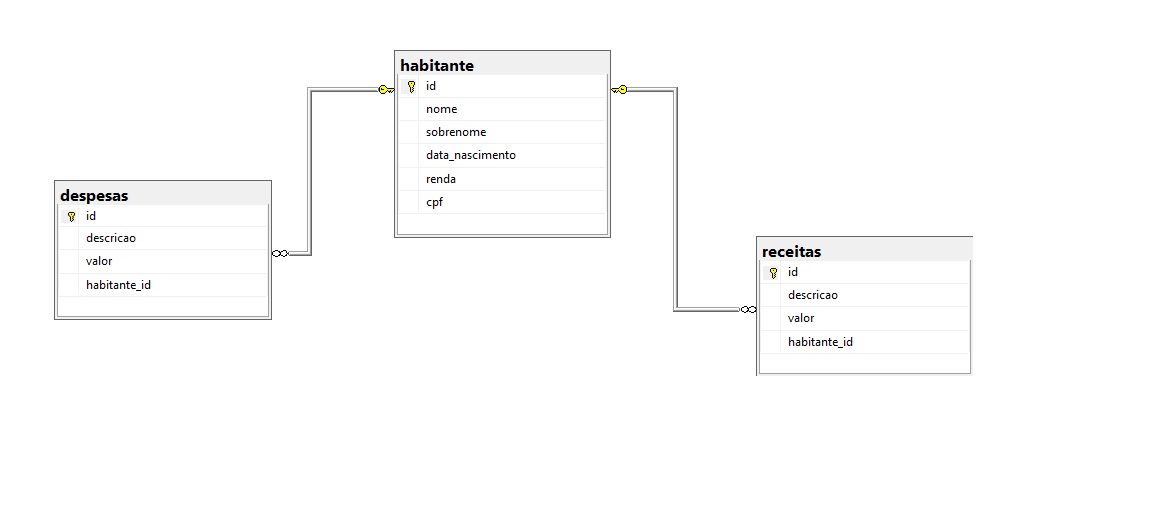 habitante
id
nome
sobrenome
data_nascimento
renda
cpf
despesas
id
descricao
valor
habitante_id
receitas
id
descricao
valor
habitante_id